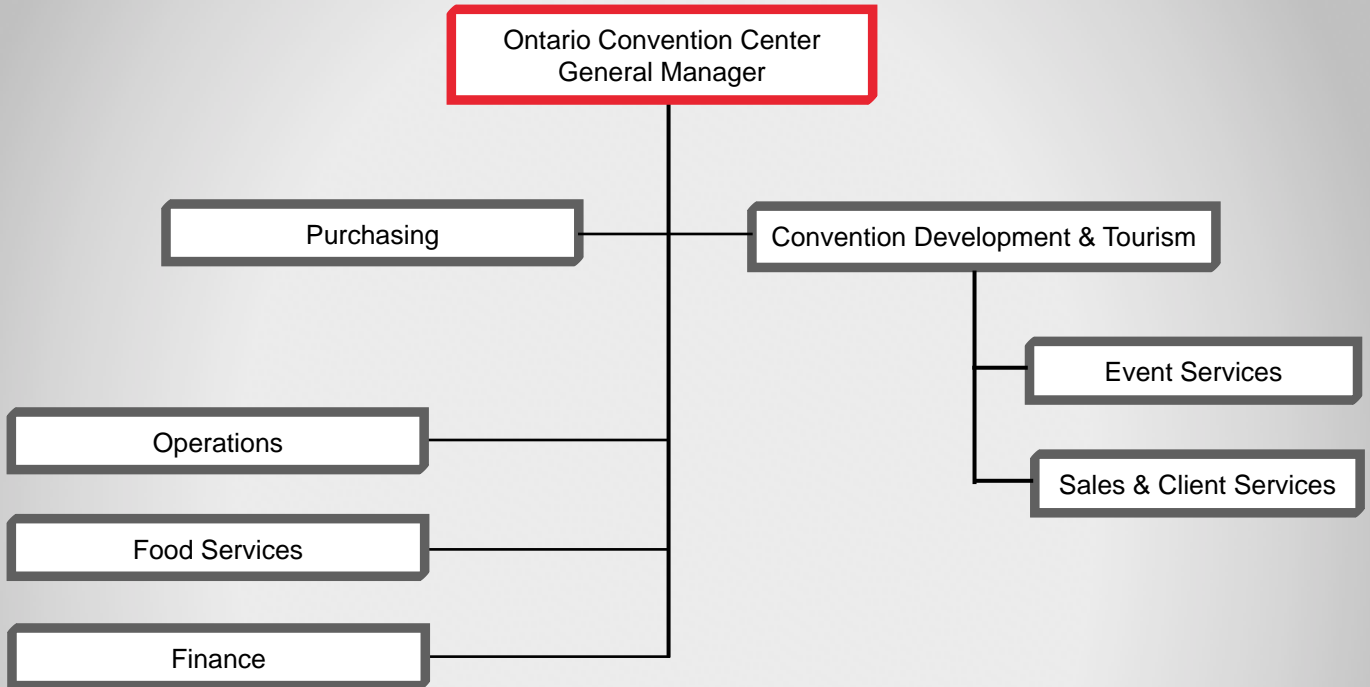 Ontario Convention Center
General Manager
Purchasing
Convention Development & Tourism
Event Services
Operations
Sales & Client Services
Food Services
Finance